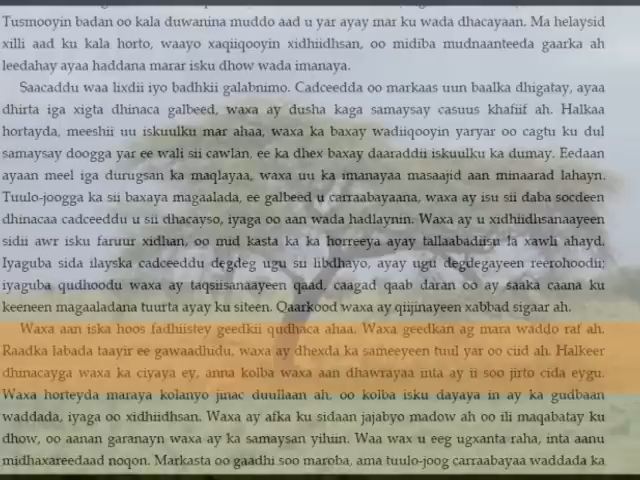 Tusmooyin badan oo kala duwanina muddo aad u yar ayay mar ku wada dhacayaan. Ma helaysid
xilli aad ku kala horto, waayo xaqiiqooyin xidhiidhsan, oo midiba mudnaanteeda gaarka ah
leedahay ayaa haddana marar isku dhow wada imanaya.
Saacaddu waa lixdii iyo badhkii galabnimo. Cadceedda oo markaas uun baalka dhigatay, ayaa
dhirta iga xigta dhinaca galbeed, waxa ay dusha kaga samaysay casuus khafiif ah. Halkaa
hortayda, meeshii uu iskuulku mar ahaa, waxa ka baxay wadiiqooyin yaryar oo cagtu ku dul
samaysay doogga yar ee wali sii cawlan, ee ka dhex baxay daaraddii iskuulka ka dumay. Eedaan
ayaan meel iga durugsan ka maqlayaa, waxa uu ka imanayaa masaajid aan minaarad lahayn.
Tuulo-joogga ka sii baxaya magaalada, ee galbeed u carraabayaana, waxa ay isu sii daba socdeen
dhinacaa cadceeddu u sii dhacayso, iyaga oo aan wada hadlaynin. Waxa ay u xidhiidhsanaayeen
sidii awr isku faruur xidhan, oo mid kasta ka ka horreeya ayay tallaabadiisu la xawli ahayd.
Iyaguba sida ilayska cadceeddu degdeg ugu sii libdhayo, ayay ugu degdegayeen reerohoodii;
iyaguba qudhoodu waxa ay taqsiisanaayeen qaad, caagad qaab daran oo ay saaka caana ku
keeneen magaaladana tuurta ayay ku siteen. Qaarkood waxa ay qiijinayeen xabbad sigaar ah.
Waxa aan iska hoos fadhiistey geedkii qudhaca ahaa. Waxa geedkan ag mara waddo raf ah.
Raadka labada taayir ee gawaadhudu, waxa ay dhexda ka sameeyeen tuul yar oo ciid ah. Halkeer
dhinacayga waxa ka ciyaya ey, anna kolba waxa aan dhawrayaa inta ay ii soo jirto cida eygu.
Waxa horteyda maraya kolanyo jinac duullaan ah, oo kolba isku dayaya in ay ka gudbaan
waddada, iyaga oo xidhiidhsan. Waxa ay afka ku sidaan jajabyo madow ah oo ili maqabatay ku
dhow, oo aanan garanayn waxa ay ka samaysan yihiin. Waa wax u eeg ugxanta raha, inta aanu
midhaxareedaad noqon. Markasta oo gaadhi soo maroba, ama tuulo-joog carraabayaa waddada ka